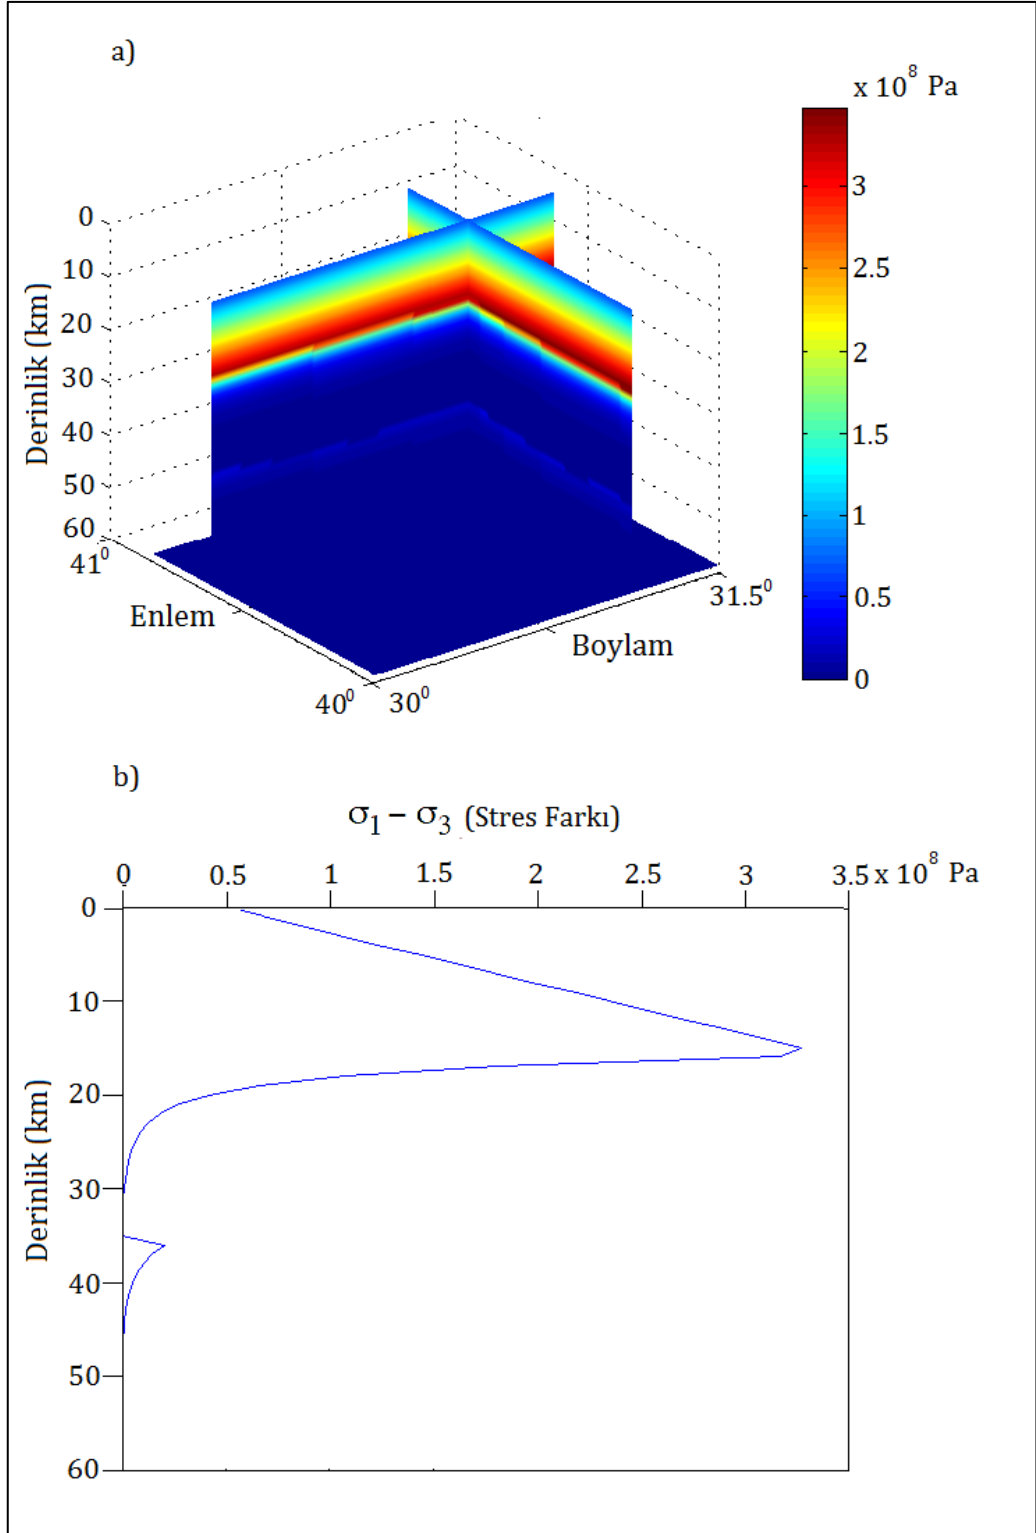 a)
x 10⁸ Pa
3
2.5
2
1.5
1
0.5
0
0
10
20
30
40
50
60
Derinlik (km)
41⁰
Enlem
40⁰
30⁰
Boylam
31.5⁰
b)
σ₁ − σ₃ (Stres Farkı)
0 0.5 1 1.5 2 2.5 3 3.5 x 10⁸ Pa
0
10
20
30
40
50
60
Derinlik (km)